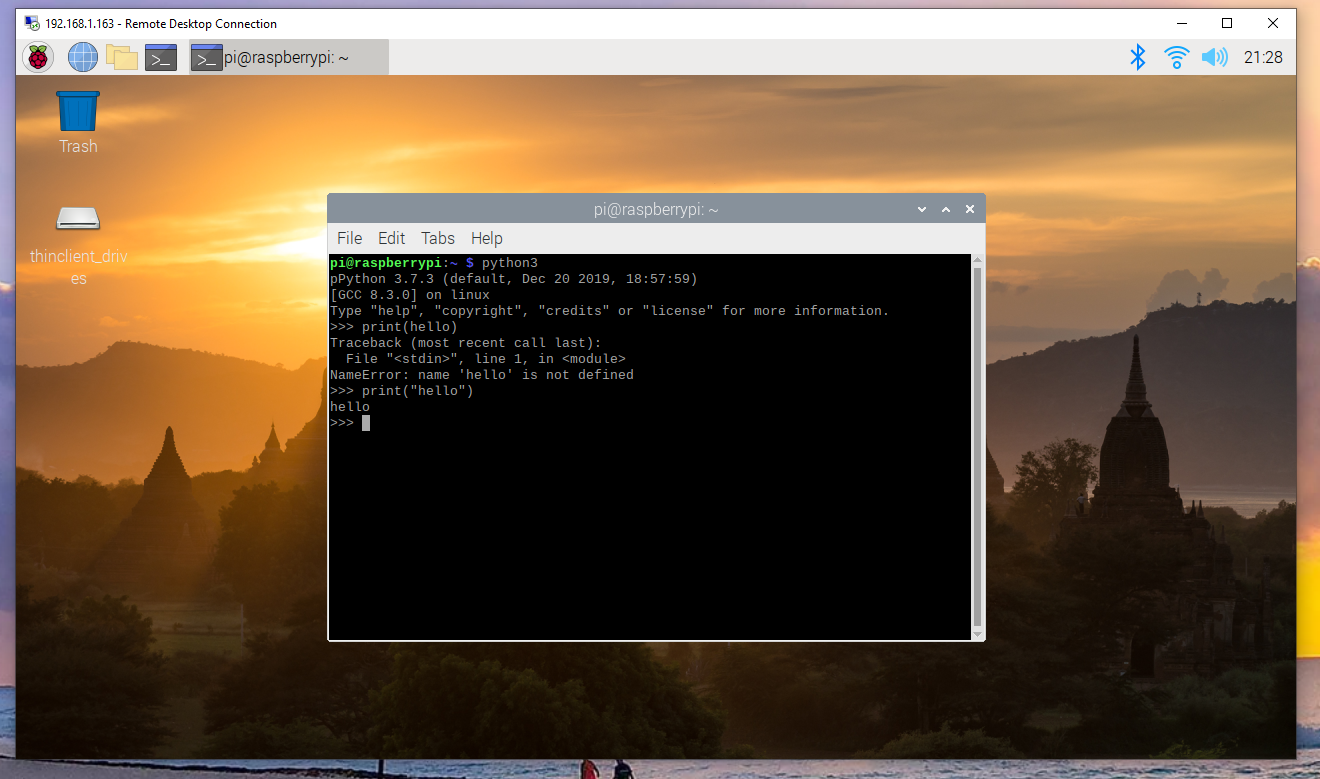 192.168.1.163 - Remote Desktop Connection
>_
>_ pi@raspberrypi: ~
21:28
Trash
thinclient_driv
es
pi@raspberrypi: ~
File Edit Tabs Help
pi@raspberrypi:~ $ python3
pPython 3.7.3 (default, Dec 20 2019, 18:57:59)
[GCC 8.3.0] on linux
Type "help", "copyright", "credits" or "license" for more information.
>>> print(hello)
Traceback (most recent call last):
  File "<stdin>", line 1, in <module>
NameError: name 'hello' is not defined
>>> print("hello")
hello
>>>